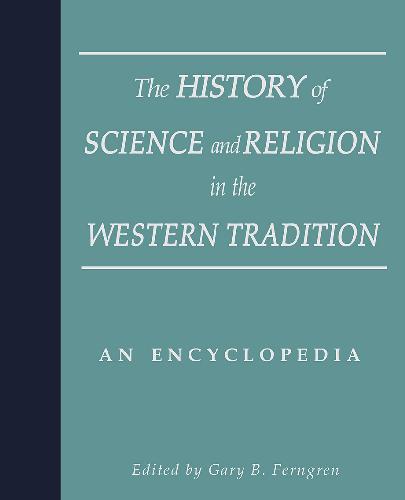 The HISTORY of
SCIENCE and RELIGION
in the
WESTERN TRADITION
AN ENCYCLOPEDIA
Edited by Gary B. Ferngren